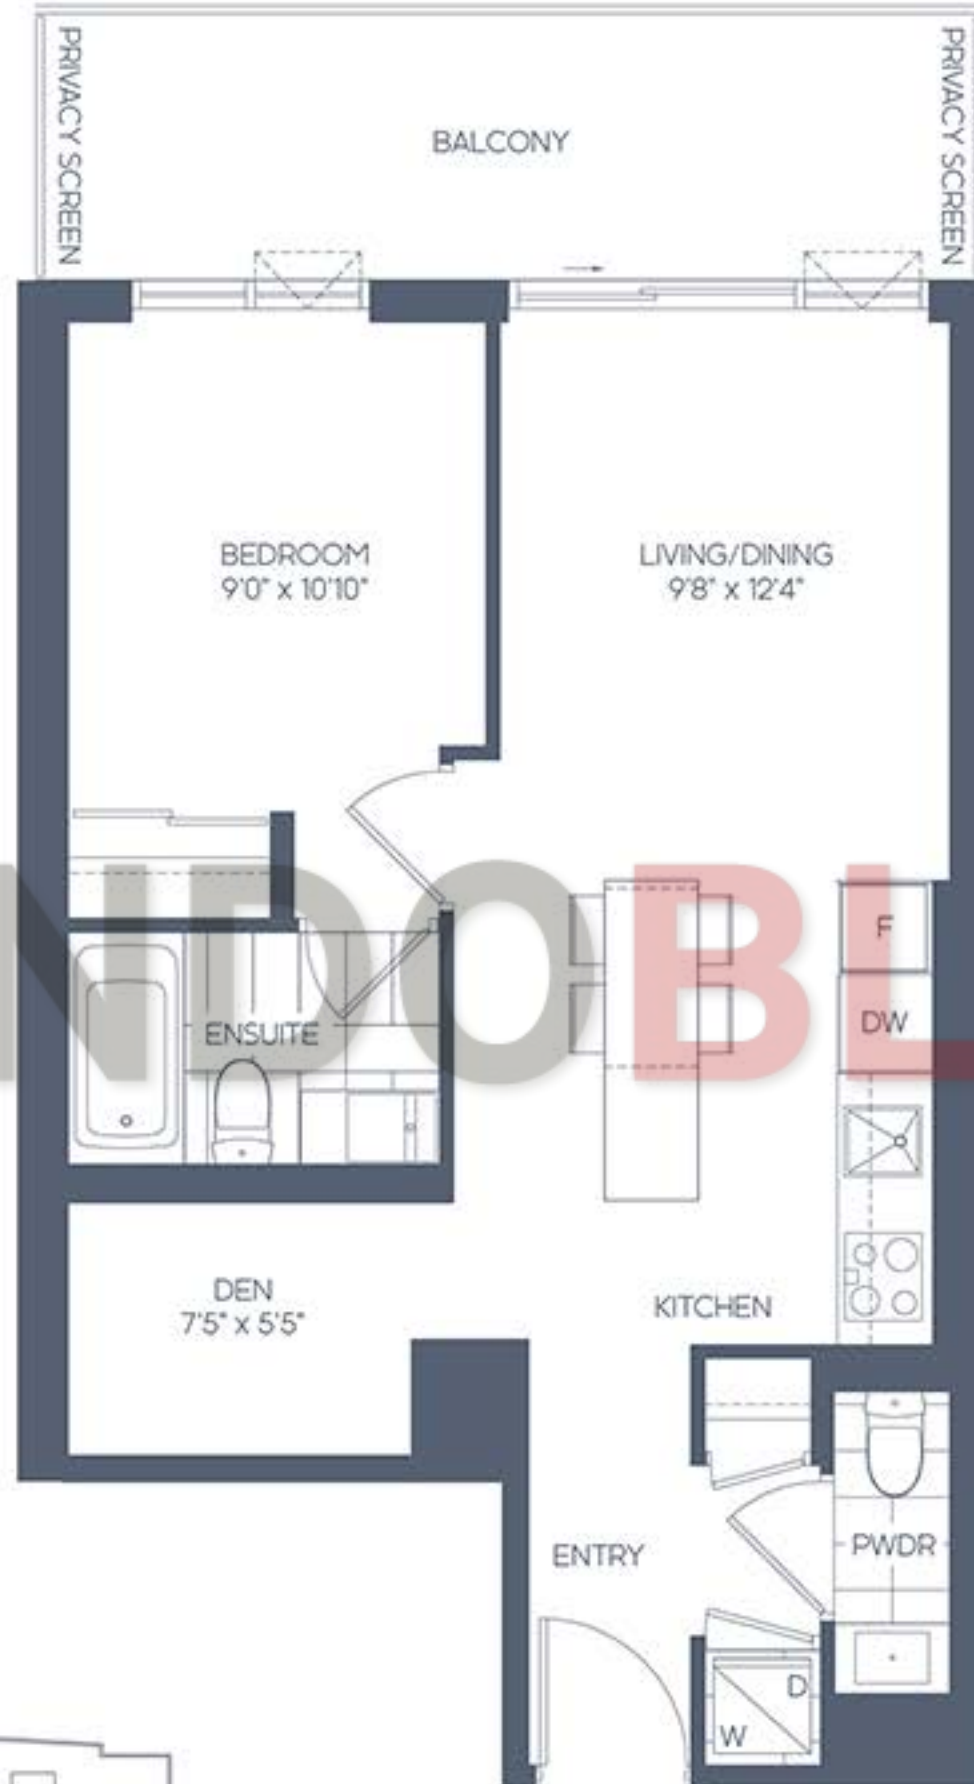 PRIVACY SCREEN
BALCONY
PRIVACY SCREEN
BEDROOM
9'0" x 10'10"
LIVING/DINING
9'8" x 12'4"
F
DW
NDOBL
ENSUITE
DEN
7'5" x 5'5"
KITCHEN
ENTRY
PWDR
D
W